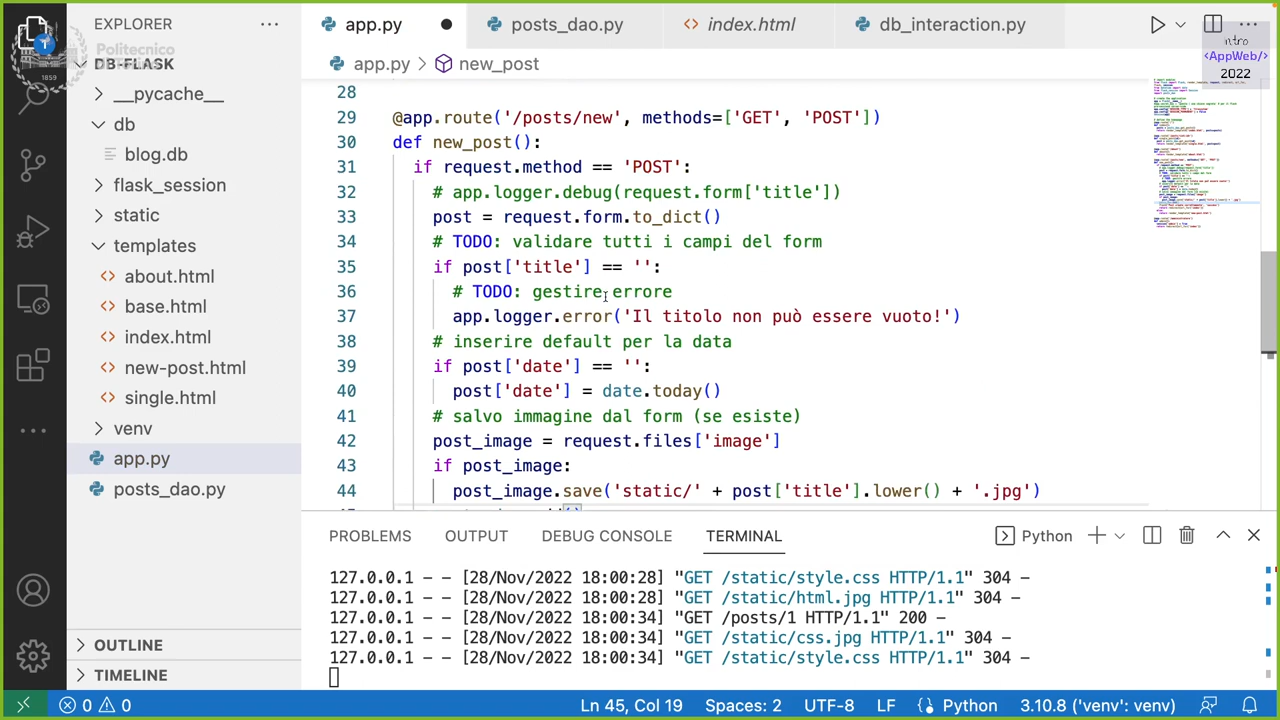 EXPLORER
app.py
posts_dao.py
index.html
db_interaction.py
Politecnico
1859
DB-FLASK
ntro
<AppWeb/>
2022
app.py > new_post
__pycache__
db
blog.db
flask_session
static
templates
about.html
base.html
index.html
new-post.html
single.html
venv
app.py
posts_dao.py
OUTLINE
TIMELINE
28
29 @app.route('/posts/new', methods=['GET', 'POST'])
30 def new_post():
31 if request.method == 'POST':
32 # app.logger.debug(request.form['title'])
33 post = request.form.to_dict()
34 # TODO: validare tutti i campi del form
35 if post['title'] == '':
36 # TODO: gestire errore
37 app.logger.error('Il titolo non può essere vuoto!')
38 # inserire default per la data
39 if post['date'] == '':
40 post['date'] = date.today()
41 # salvo immagine dal form (se esiste)
42 post_image = request.files['image']
43 if post_image:
44 post_image.save('static/' + post['title'].lower() + '.jpg')
PROBLEMS OUTPUT DEBUG CONSOLE TERMINAL Python
127.0.0.1 - - [28/Nov/2022 18:00:28] "GET /static/style.css HTTP/1.1" 304 -
127.0.0.1 - - [28/Nov/2022 18:00:28] "GET /static/html.jpg HTTP/1.1" 304 -
127.0.0.1 - - [28/Nov/2022 18:00:34] "GET /posts/1 HTTP/1.1" 200 -
127.0.0.1 - - [28/Nov/2022 18:00:34] "GET /static/css.jpg HTTP/1.1" 304 -
127.0.0.1 - - [28/Nov/2022 18:00:34] "GET /static/style.css HTTP/1.1" 304 -
0 0 Ln 45, Col 19 Spaces: 2 UTF-8 LF Python 3.10.8 ('venv': venv)